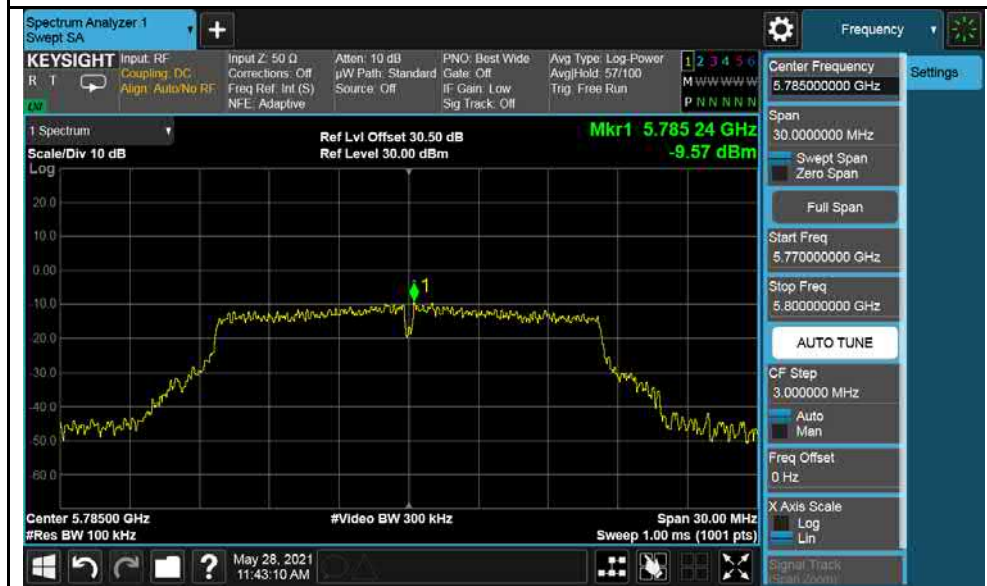 Spectrum Analyzer 1
Swept SA
+
Frequency
KEYSIGHT
R T
Input: RF
Coupling: DC
Align: Auto/No RF
Input Z: 50 Ω
Corrections: Off
Freq Ref: Int (S)
NFE: Adaptive
Atten: 10 dB
µW Path: Standard
Source: Off
PNO: Best Wide
Gate: Off
IF Gain: Low
Sig Track: Off
Avg Type: Log-Power
Avg|Hold: 57/100
Trig: Free Run
1 2 3 4 5 6
M W W W W W
P N N N N N
Center Frequency
5.785000000 GHz
Settings
Span
30.0000000 MHz
Swept Span
Zero Span
Full Span
Start Freq
5.770000000 GHz
Stop Freq
5.800000000 GHz
AUTO TUNE
CF Step
3.000000 MHz
Auto
Man
Freq Offset
0 Hz
X Axis Scale
Log
Lin
Signal Track
(Span Zoom)
1 Spectrum
Scale/Div 10 dB
Log
Ref Lvl Offset 30.50 dB
Ref Level 30.00 dBm
Mkr1 5.785 24 GHz
-9.57 dBm
20.0
10.0
0.00
-10.0
-20.0
-30.0
-40.0
-50.0
-60.0
1
Center 5.78500 GHz
#Res BW 100 kHz
#Video BW 300 kHz
Span 30.00 MHz
Sweep 1.00 ms (1001 pts)
?
May 28, 2021
11:43:10 AM